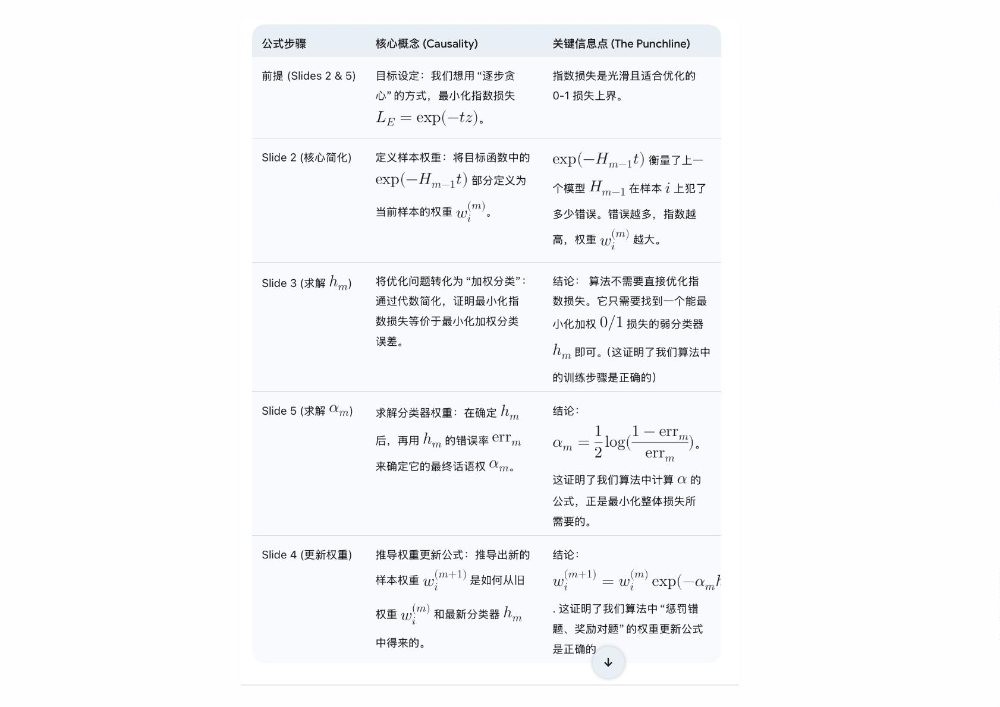 公式步骤
核心概念 (Causality)
关键信息点 (The Punchline)
前提 (Slides 2 & 5)
目标设定：我们想用“逐步贪
心”的方式，最小化指数损失
L_E = exp(−tz)。
指数损失是光滑且适合优化的
0-1 损失上界。
Slide 2 (核心简化)
定义样本权重：将目标函数中的
exp(−H_{m−1}t) 部分定义为
当前样本的权重 w_i^{(m)}。
exp(−H_{m−1}t) 衡量了上一
个模型 H_{m−1} 在样本 i 上犯了
多少错误。错误越多，指数越
高，权重 w_i^{(m)} 越大。
Slide 3 (求解 h_m)
将优化问题转化为“加权分类”：
通过代数简化，证明最小化指
数损失等价于最小化加权分类
误差。
结论： 算法不需要直接优化指
数损失。它只需要找到一个能最
小化加权 0/1 损失的弱分类器
h_m 即可。（这证明了我们算法中
的训练步骤是正确的）
Slide 5 (求解 α_m)
求解分类器权重：在确定 h_m
后，再用 h_m 的错误率 err_m
来确定它的最终话语权 α_m。
结论：
α_m = \frac{1}{2} log(\frac{1 − err_m}{err_m})。
这证明了我们算法中计算 α 的
公式，正是最小化整体损失所
需要的。
Slide 4 (更新权重)
推导权重更新公式：推导出新的
样本权重 w_i^{(m+1)} 是如何从旧
权重 w_i^{(m)} 和最新分类器 h_m
中得来的。
结论：
w_i^{(m+1)} = w_i^{(m)} exp(−α_m
. 这证明了我们算法中“惩罚错
题、奖励对题”的权重更新公式
是正确的